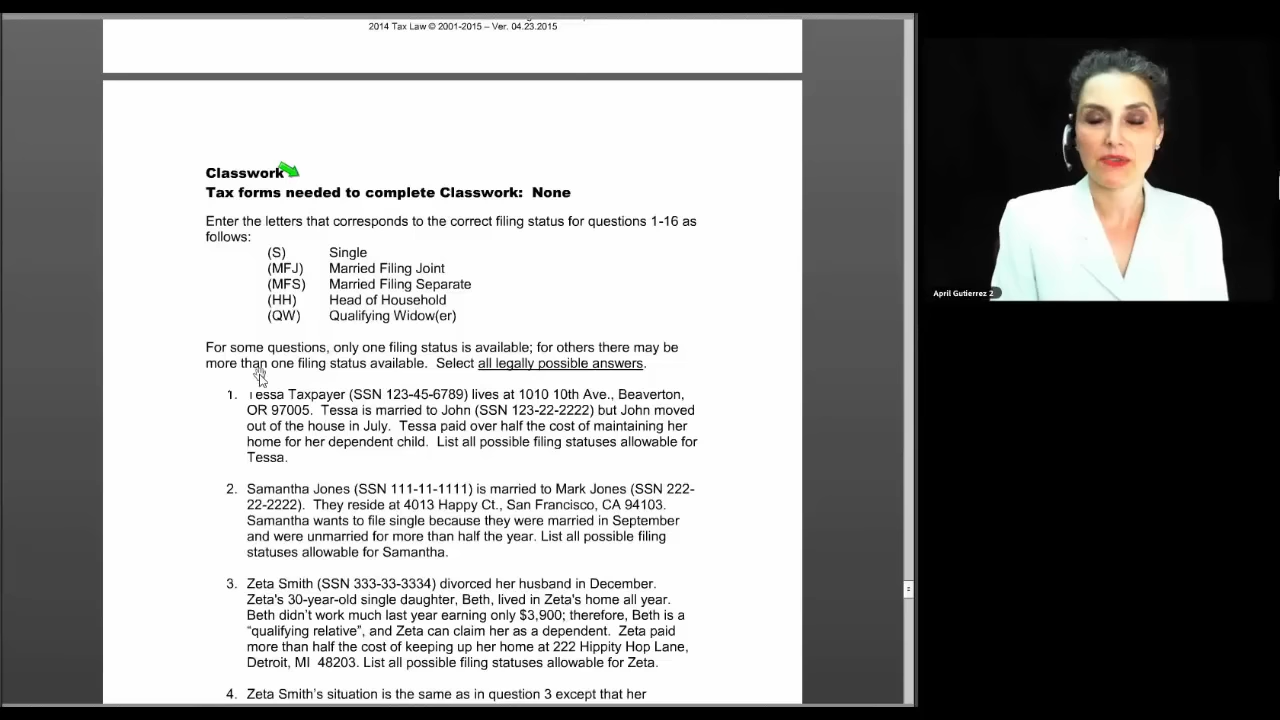 2014 Tax Law © 2001-2015 – Ver. 04.23.2015
Classwork
Tax forms needed to complete Classwork: None
Enter the letters that corresponds to the correct filing status for questions 1-16 as
follows:
(S) Single
(MFJ) Married Filing Joint
(MFS) Married Filing Separate
(HH) Head of Household
(QW) Qualifying Widow(er)
For some questions, only one filing status is available; for others there may be
more than one filing status available. Select all legally possible answers.
1. Tessa Taxpayer (SSN 123-45-6789) lives at 1010 10th Ave., Beaverton,
OR 97005. Tessa is married to John (SSN 123-22-2222) but John moved
out of the house in July. Tessa paid over half the cost of maintaining her
home for her dependent child. List all possible filing statuses allowable for
Tessa.
2. Samantha Jones (SSN 111-11-1111) is married to Mark Jones (SSN 222-
22-2222). They reside at 4013 Happy Ct., San Francisco, CA 94103.
Samantha wants to file single because they were married in September
and were unmarried for more than half the year. List all possible filing
statuses allowable for Samantha.
3. Zeta Smith (SSN 333-33-3334) divorced her husband in December.
Zeta's 30-year-old single daughter, Beth, lived in Zeta's home all year.
Beth didn't work much last year earning only $3,900; therefore, Beth is a
“qualifying relative”, and Zeta can claim her as a dependent. Zeta paid
more than half the cost of keeping up her home at 222 Hippity Hop Lane,
Detroit, MI 48203. List all possible filing statuses allowable for Zeta.
4. Zeta Smith's situation is the same as in question 3 except that her
April Gutierrez 2